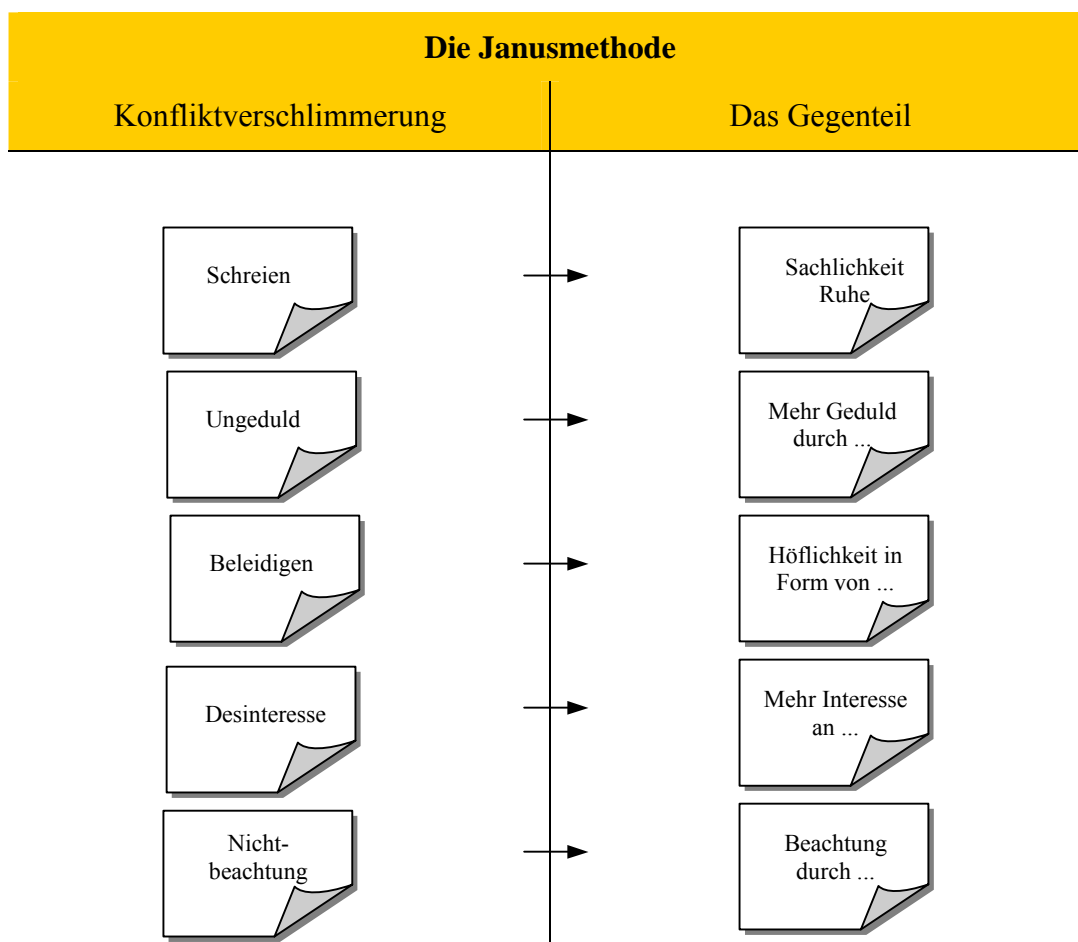 Die Janusmethode
Konfliktverschlimmerung
Das Gegenteil
Schreien
Sachlichkeit
Ruhe
Ungeduld
Mehr Geduld
durch ...
Beleidigen
Höflichkeit in
Form von ...
Desinteresse
Mehr Interesse
an ...
Nicht-
beachtung
Beachtung
durch ...